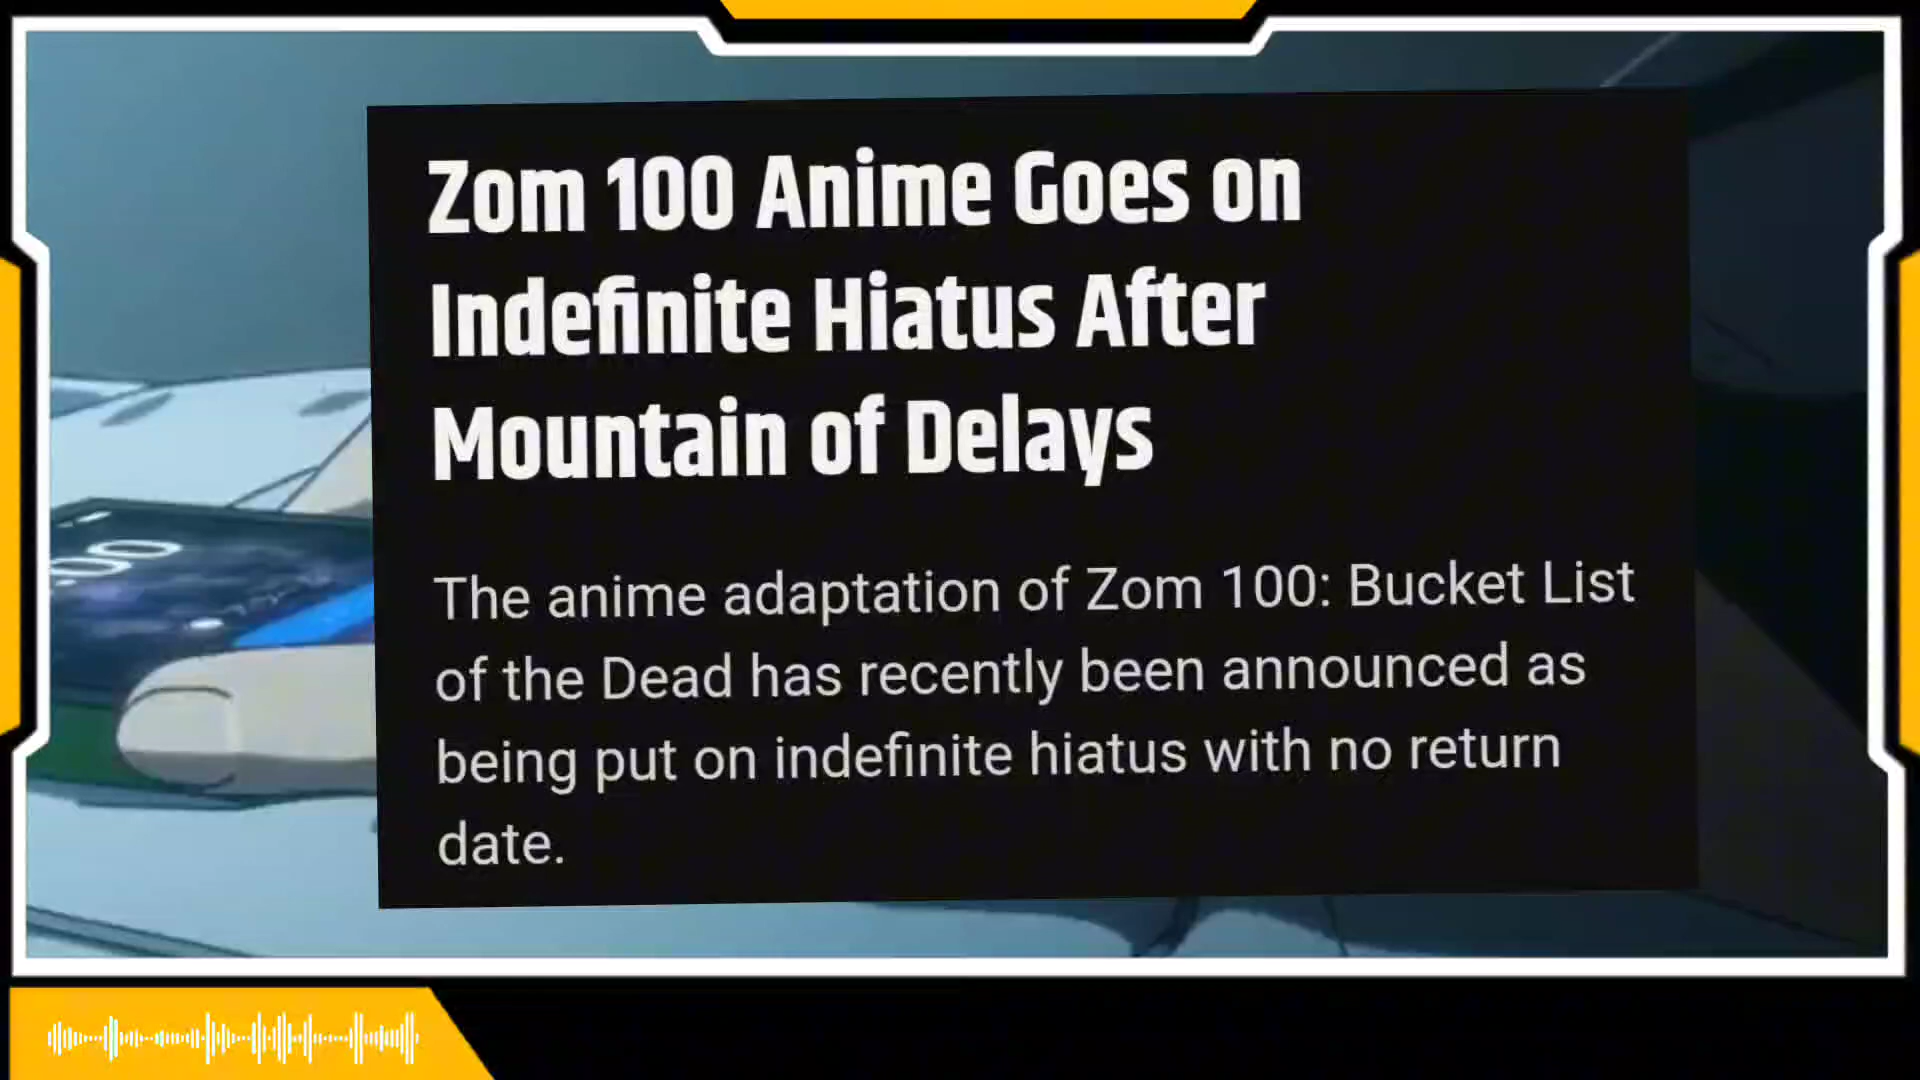 Zom 100 Anime Goes on
Indefinite Hiatus After
Mountain of Delays
The anime adaptation of Zom 100: Bucket List
of the Dead has recently been announced as
being put on indefinite hiatus with no return
date.
:00